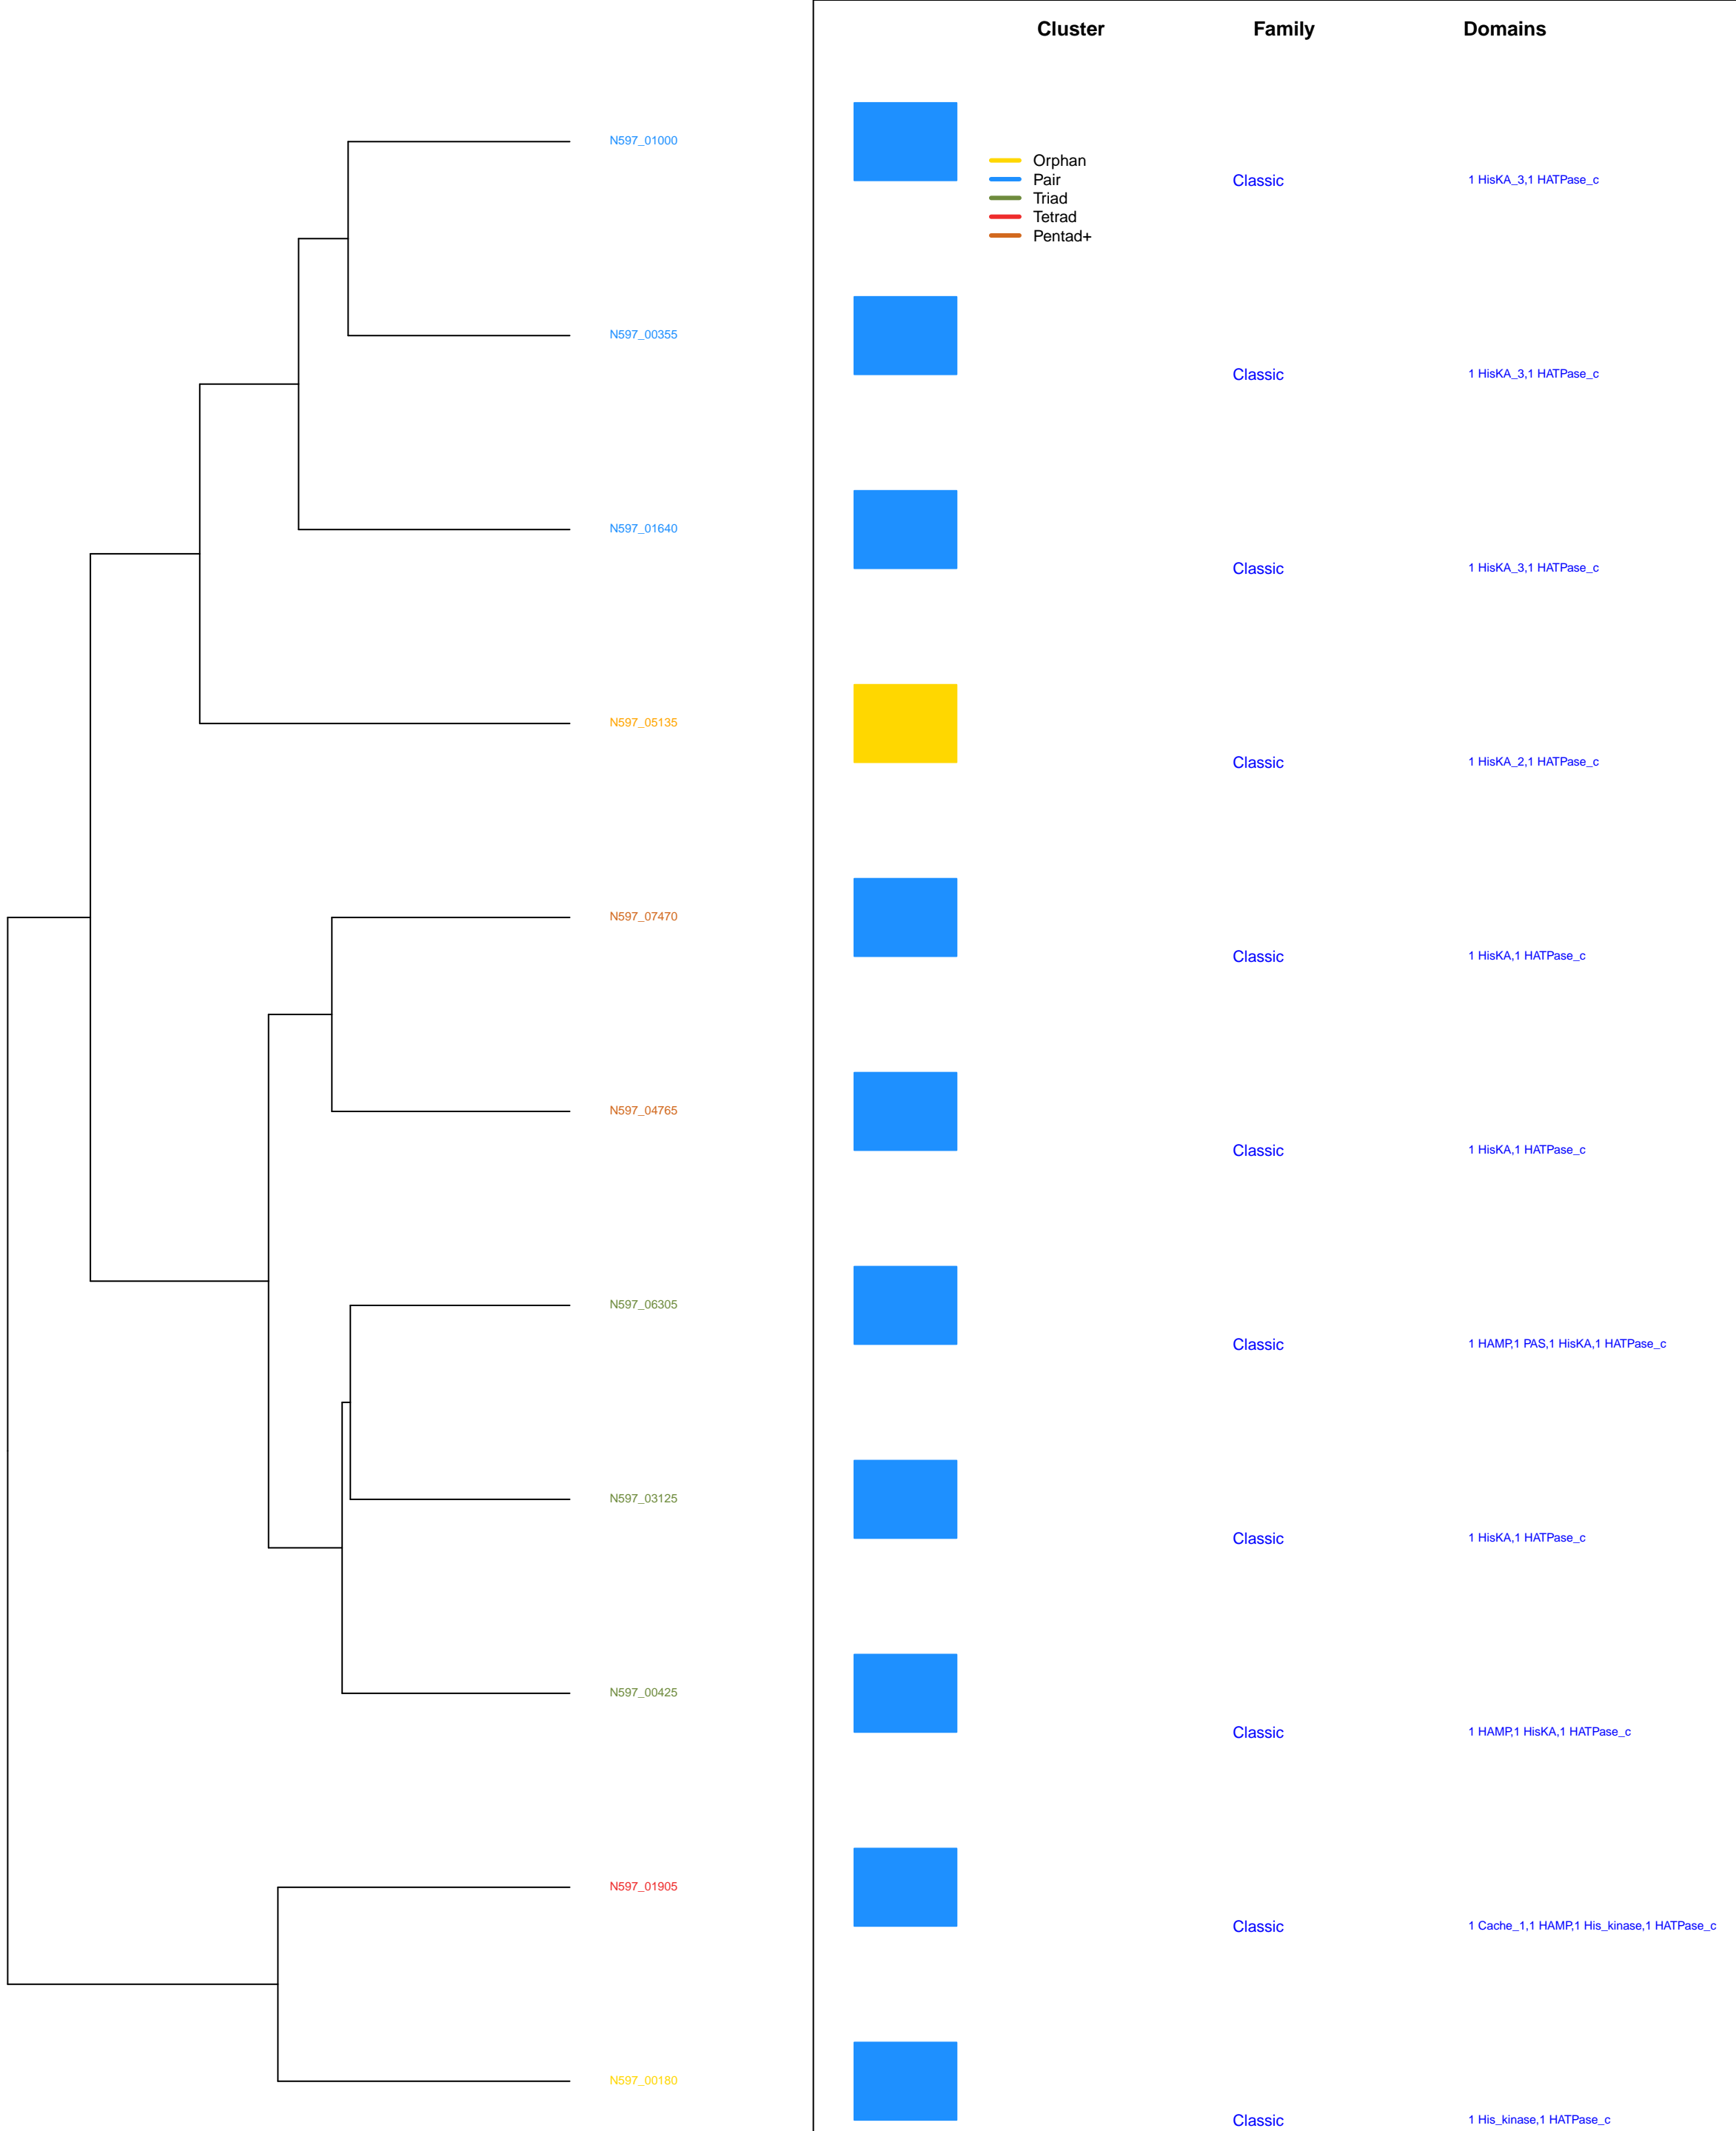 Cluster Family Domains
N597_01000
Orphan
Pair
Triad
Tetrad
Pentad+
Classic 1 HisKA_3,1 HATPase_c
N597_00355
Classic 1 HisKA_3,1 HATPase_c
N597_01640
Classic 1 HisKA_3,1 HATPase_c
N597_05135
Classic 1 HisKA_2,1 HATPase_c
N597_07470
Classic 1 HisKA,1 HATPase_c
N597_04765
Classic 1 HisKA,1 HATPase_c
N597_06305
Classic 1 HAMP,1 PAS,1 HisKA,1 HATPase_c
N597_03125
Classic 1 HisKA,1 HATPase_c
N597_00425
Classic 1 HAMP,1 HisKA,1 HATPase_c
N597_01905
Classic 1 Cache_1,1 HAMP,1 His_kinase,1 HATPase_c
N597_00180
Classic 1 His_kinase,1 HATPase_c